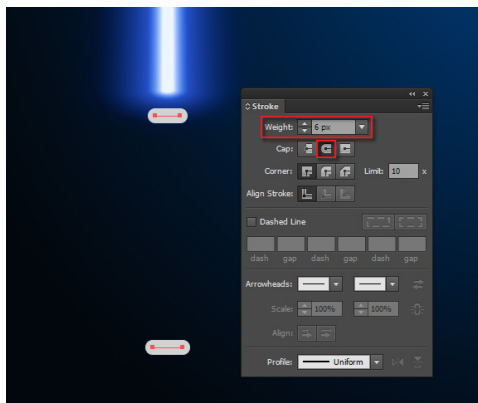 Stroke
Weight: 6 px
Cap:
Corner: Limit: 10 x
Align Stroke:
Dashed Line
dash gap dash gap dash gap
Arrowheads:
Scale: 100% 100%
Align:
Profile: Uniform